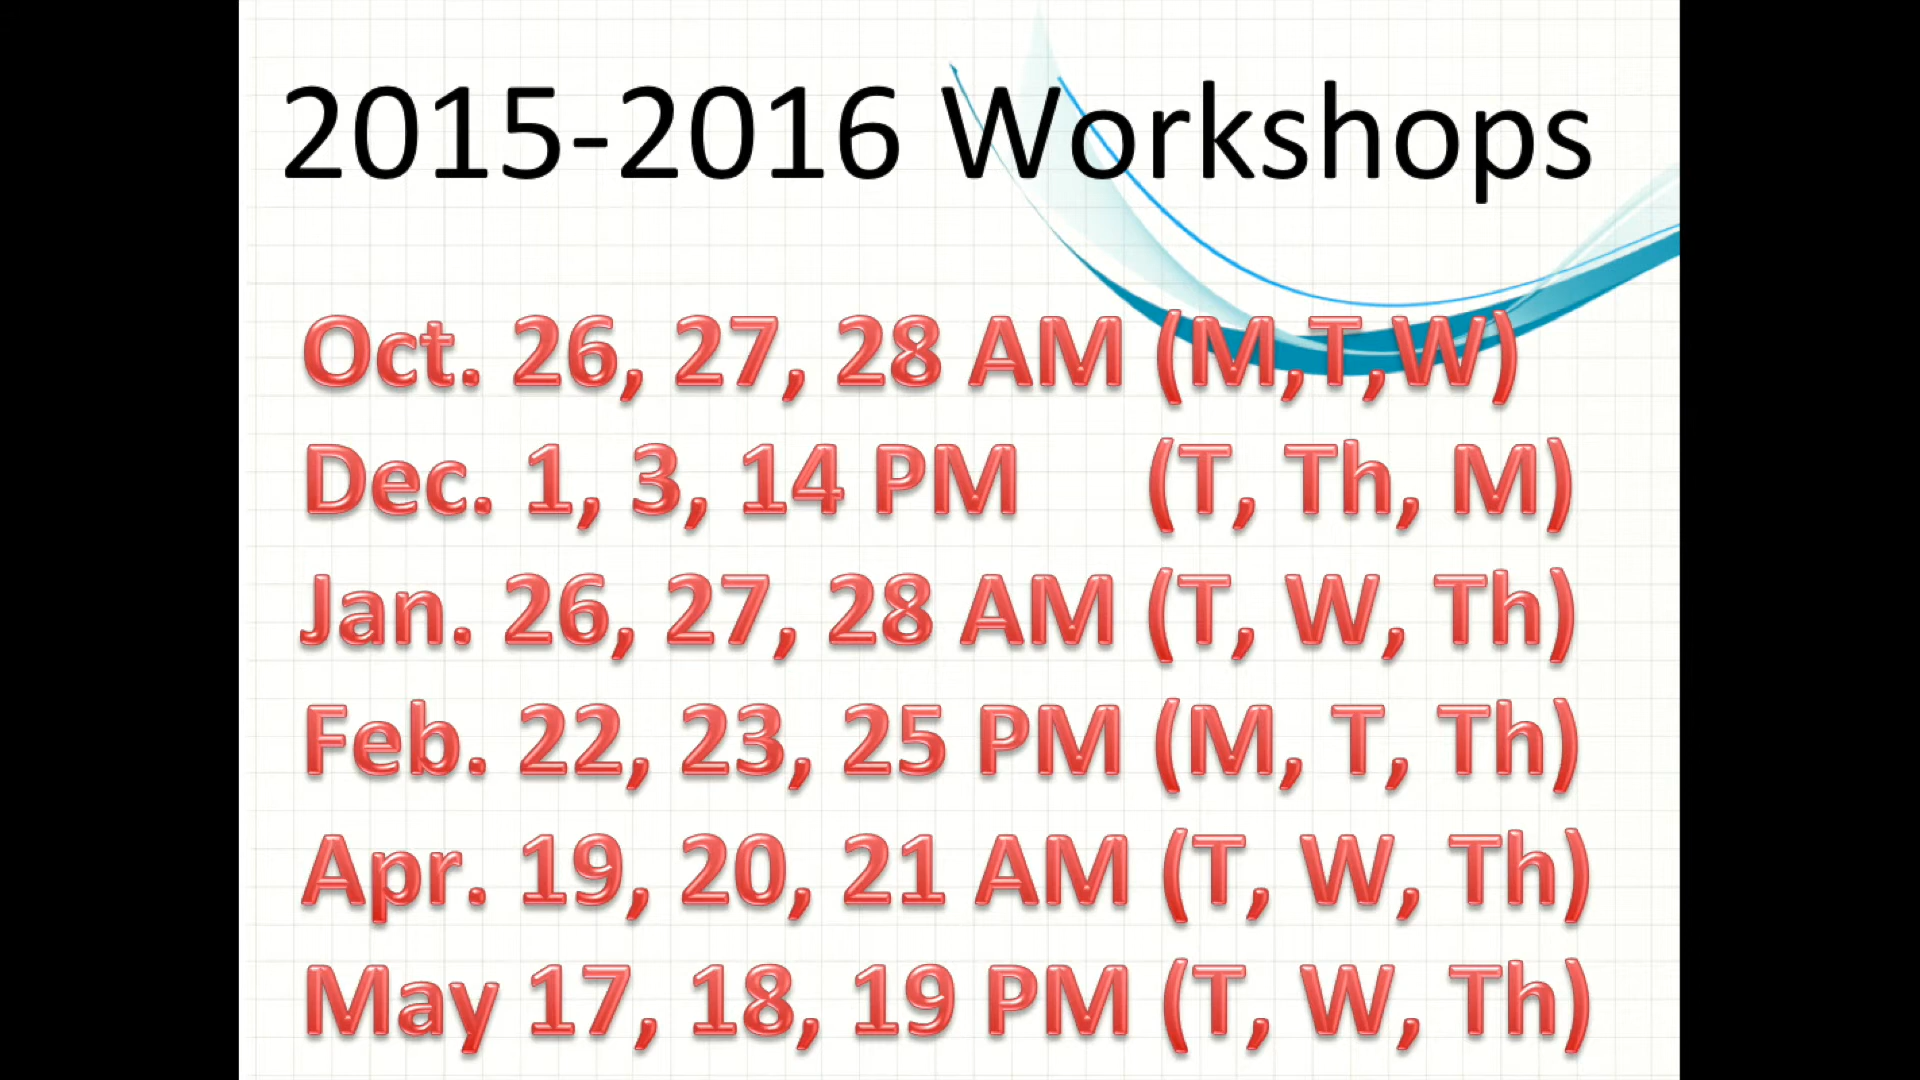 2015-2016 Workshops
Oct. 26, 27, 28 AM (M,T,W)
Dec. 1, 3, 14 PM (T, Th, M)
Jan. 26, 27, 28 AM (T, W, Th)
Feb. 22, 23, 25 PM (M, T, Th)
Apr. 19, 20, 21 AM (T, W, Th)
May 17, 18, 19 PM (T, W, Th)